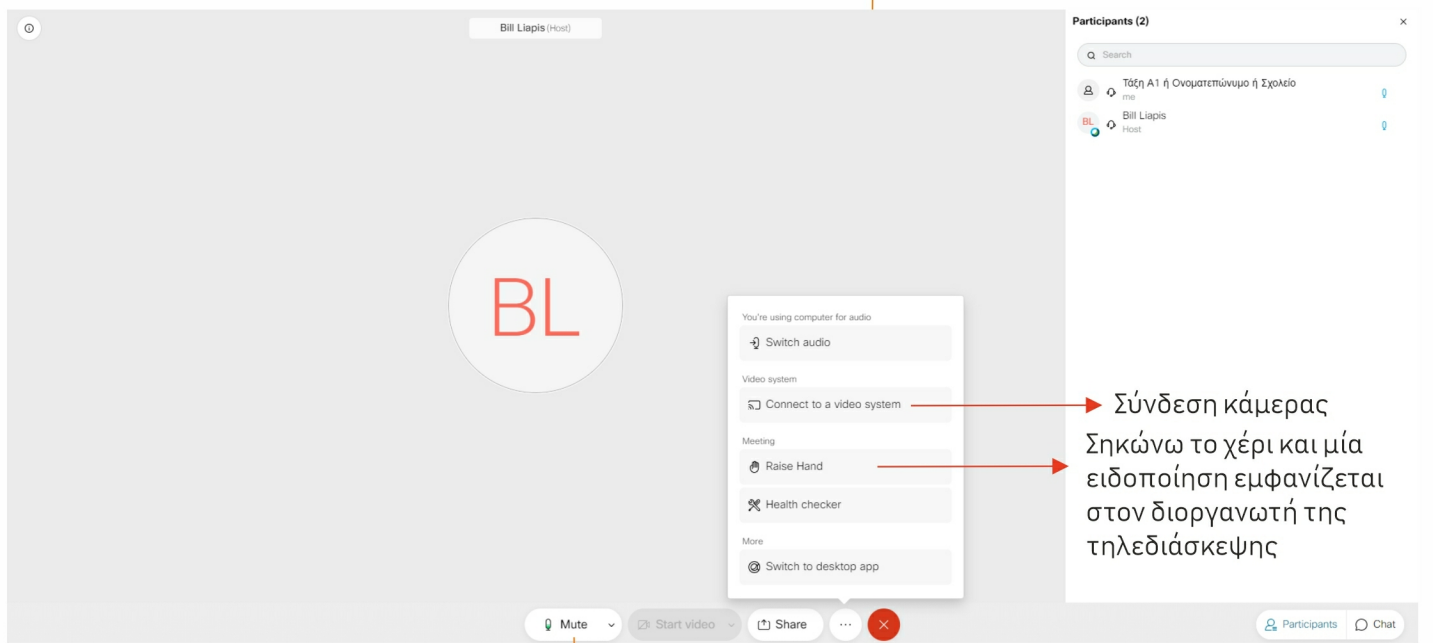 Bill Liapis (Host)
Participants (2)
Search
Τάξη Α1 ή Ονοματεπώνυμο ή Σχολείο
me
BL
Bill Liapis
Host
BL
You're using computer for audio
Switch audio
Video system
Connect to a video system
Meeting
Raise Hand
Health checker
More
Switch to desktop app
Σύνδεση κάμερας
Σηκώνω το χέρι και μία
ειδοποίηση εμφανίζεται
στον διοργανωτή της
τηλεδιάσκεψης
Mute
Start video
Share
Participants
Chat